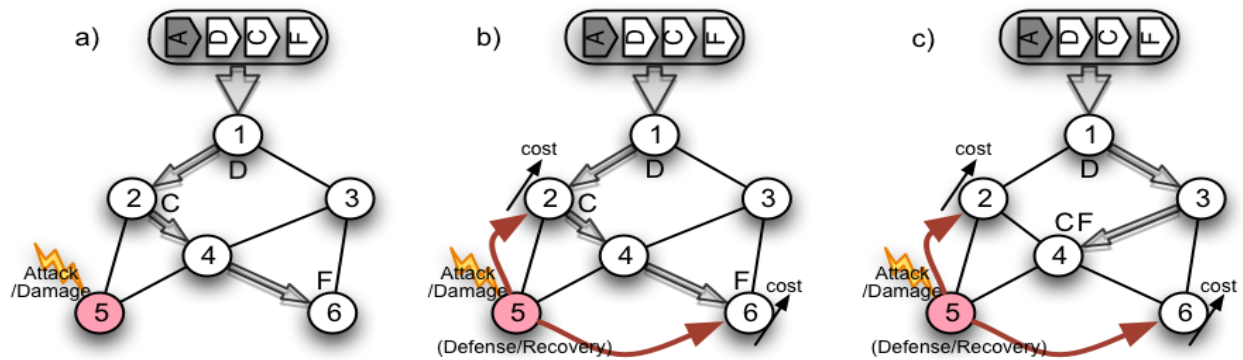 a)
A D C F
1
D
2
C
3
4
Attack
/Damage
5
F
6
b)
A D C F
1
cost
D
2
C
3
4
Attack
/Damage
5
F
6
cost
(Defense/Recovery)
c)
A D C F
1
cost
D
2
3
CF
4
Attack
/Damage
5
6
cost
(Defense/Recovery)